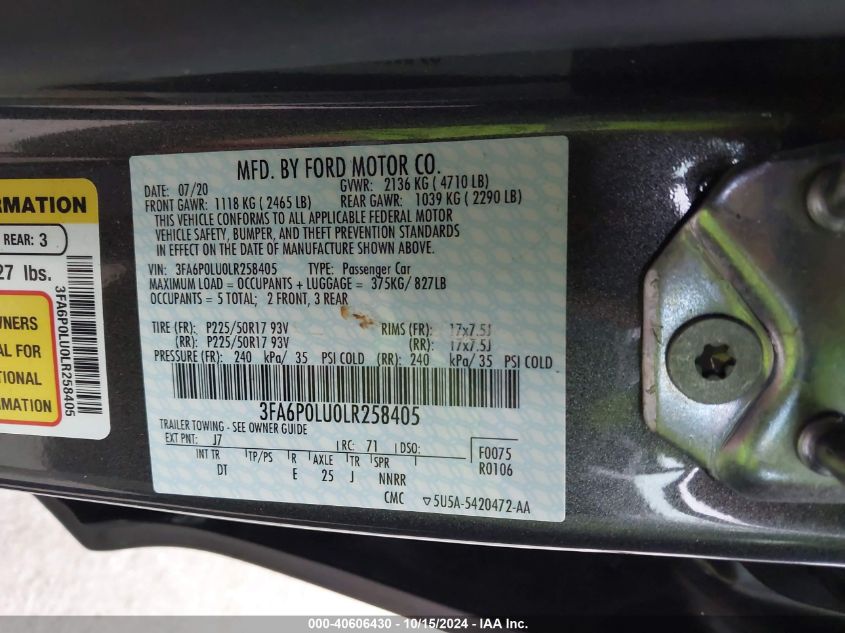 RMATION
REAR: 3
27 lbs.
WNERS
AL FOR
TIONAL
RMATION
3FA6P0LU0LR258405
MFD. BY FORD MOTOR CO.
DATE: 07/20 GVWR: 2136 KG ( 4710 LB)
FRONT GAWR: 1118 KG ( 2465 LB) REAR GAWR: 1039 KG ( 2290 LB)
THIS VEHICLE CONFORMS TO ALL APPLICABLE FEDERAL MOTOR
VEHICLE SAFETY, BUMPER, AND THEFT PREVENTION STANDARDS
IN EFFECT ON THE DATE OF MANUFACTURE SHOWN ABOVE.
VIN: 3FA6P0LU0LR258405 TYPE: Passenger Car
MAXIMUM LOAD = OCCUPANTS + LUGGAGE = 375KG/ 827LB
OCCUPANTS = 5 TOTAL; 2 FRONT, 3 REAR
TIRE (FR): P225/50R17 93V RIMS (FR): 17x7.5J
(RR): P225/50R17 93V (RR): 17x7.5J
PRESSURE (FR): 240 kPa/ 35 PSI COLD (RR): 240 kPa/ 35 PSI COLD
3FA6P0LU0LR258405
TRAILER TOWING - SEE OWNER GUIDE
EXT PNT: J7 RC: 71 DSO: F0075
INT TR TP/PS R AXLE TR SPR R0106
DT E 25 J NNRR
CMC ▽5U5A-5420472-AA
000-40606430 - 10/15/2024 - IAA Inc.